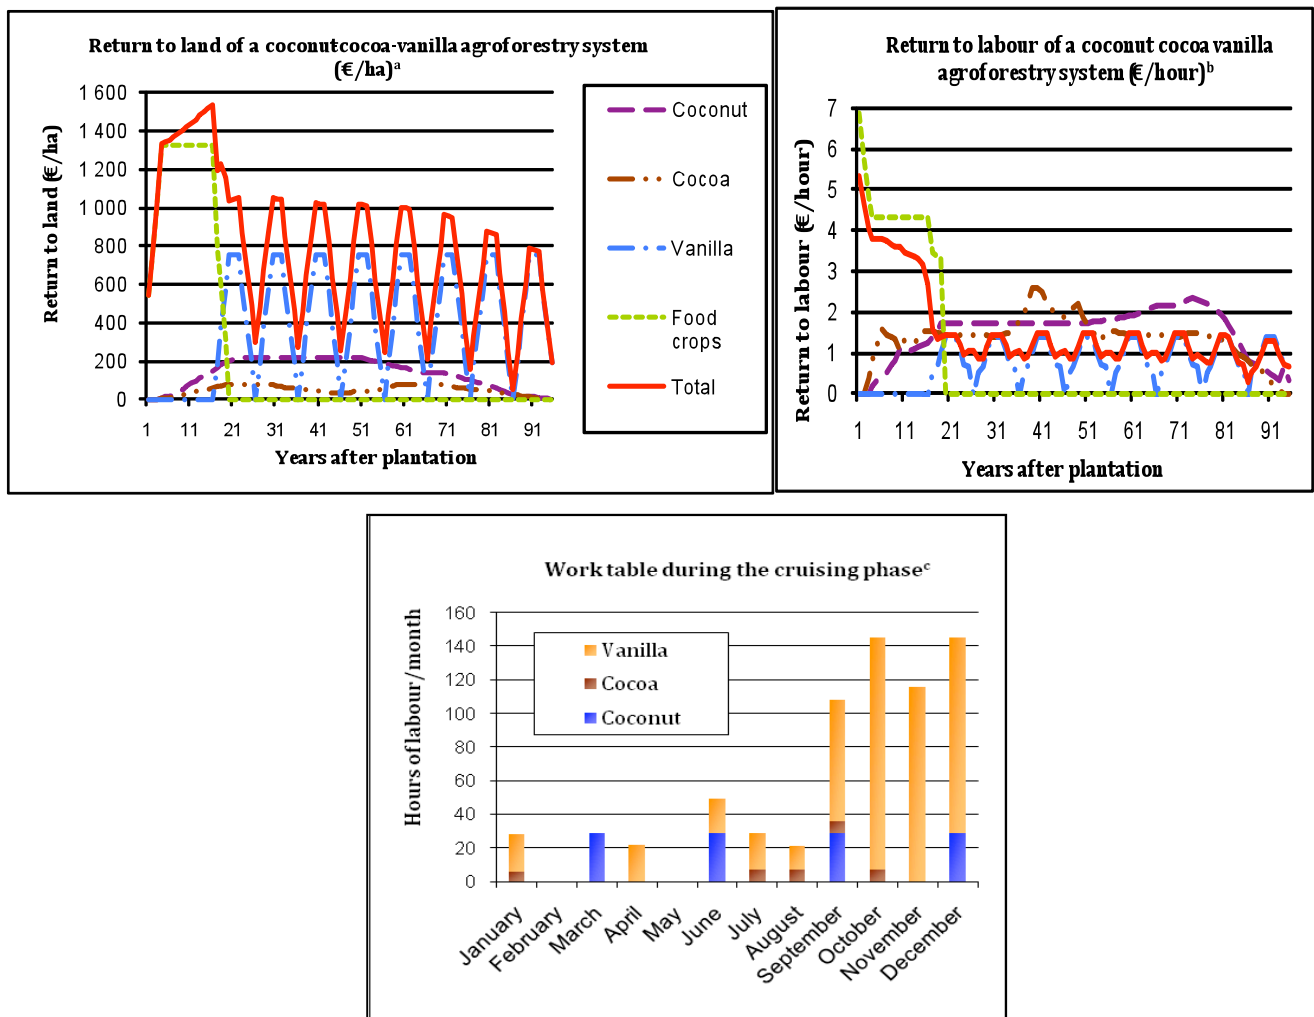 Return to land of a coconutcocoa-vanilla agroforestry system
(€/ha)a
Return to land (€/ha)
1 600
1 400
1 200
1 000
800
600
400
200
0
1 11 21 31 41 51 61 71 81 91
Years after plantation
Coconut
Cocoa
Vanilla
Food
crops
Total
Return to labour of a coconut cocoa vanilla
agroforestry system (€/hour)b
Return to labour (€/hour)
7
6
5
4
3
2
1
0
1 11 21 31 41 51 61 71 81 91
Years after plantation
Work table during the cruising phasec
Hours of labour/month
160
140
120
100
80
60
40
20
0
Vanilla
Cocoa
Coconut
January
February
March
April
May
June
July
August
September
October
November
December